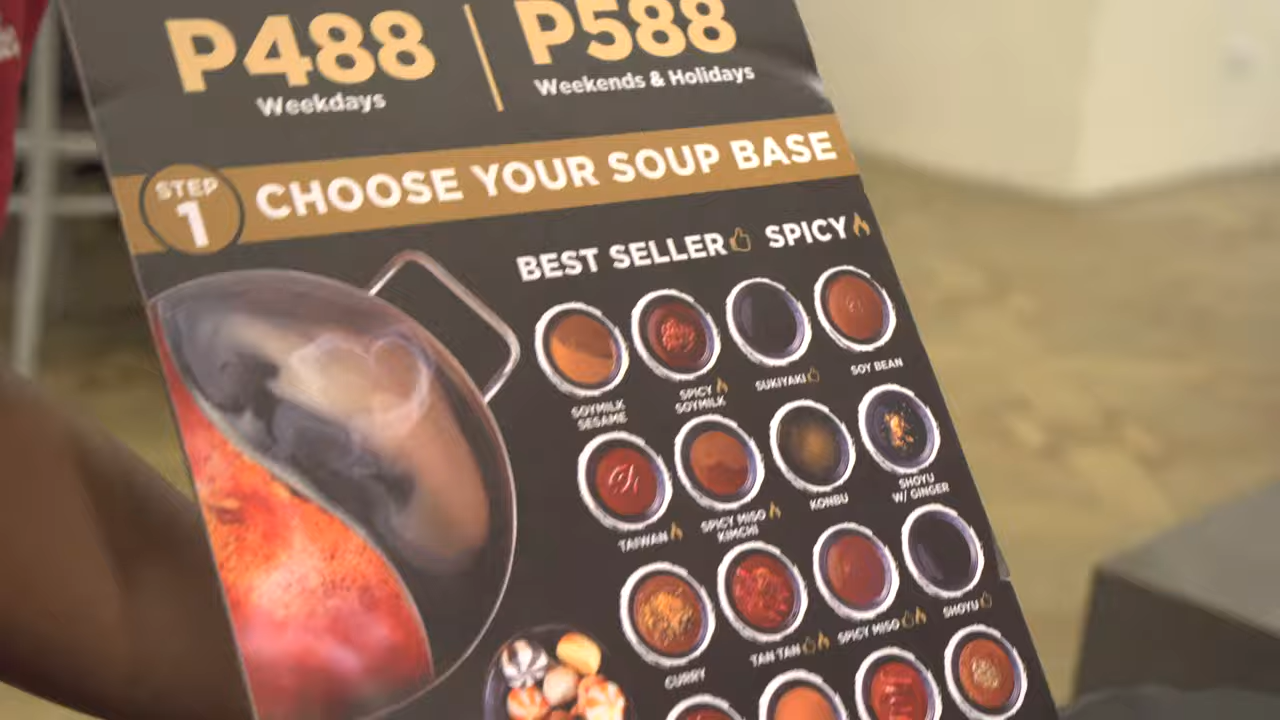 P488
Weekdays
P588
Weekends & Holidays
STEP
1
CHOOSE YOUR SOUP BASE
BEST SELLER
SPICY
SOYMILK
SESAME
SPICY
SOYMILK
SUKIYAKI
SOY BEAN
TAIWAN
SPICY MISO
KIMCHI
KONBU
SHOYU
W/ GINGER
CURRY
TAN TAN
SPICY MISO
SHOYU